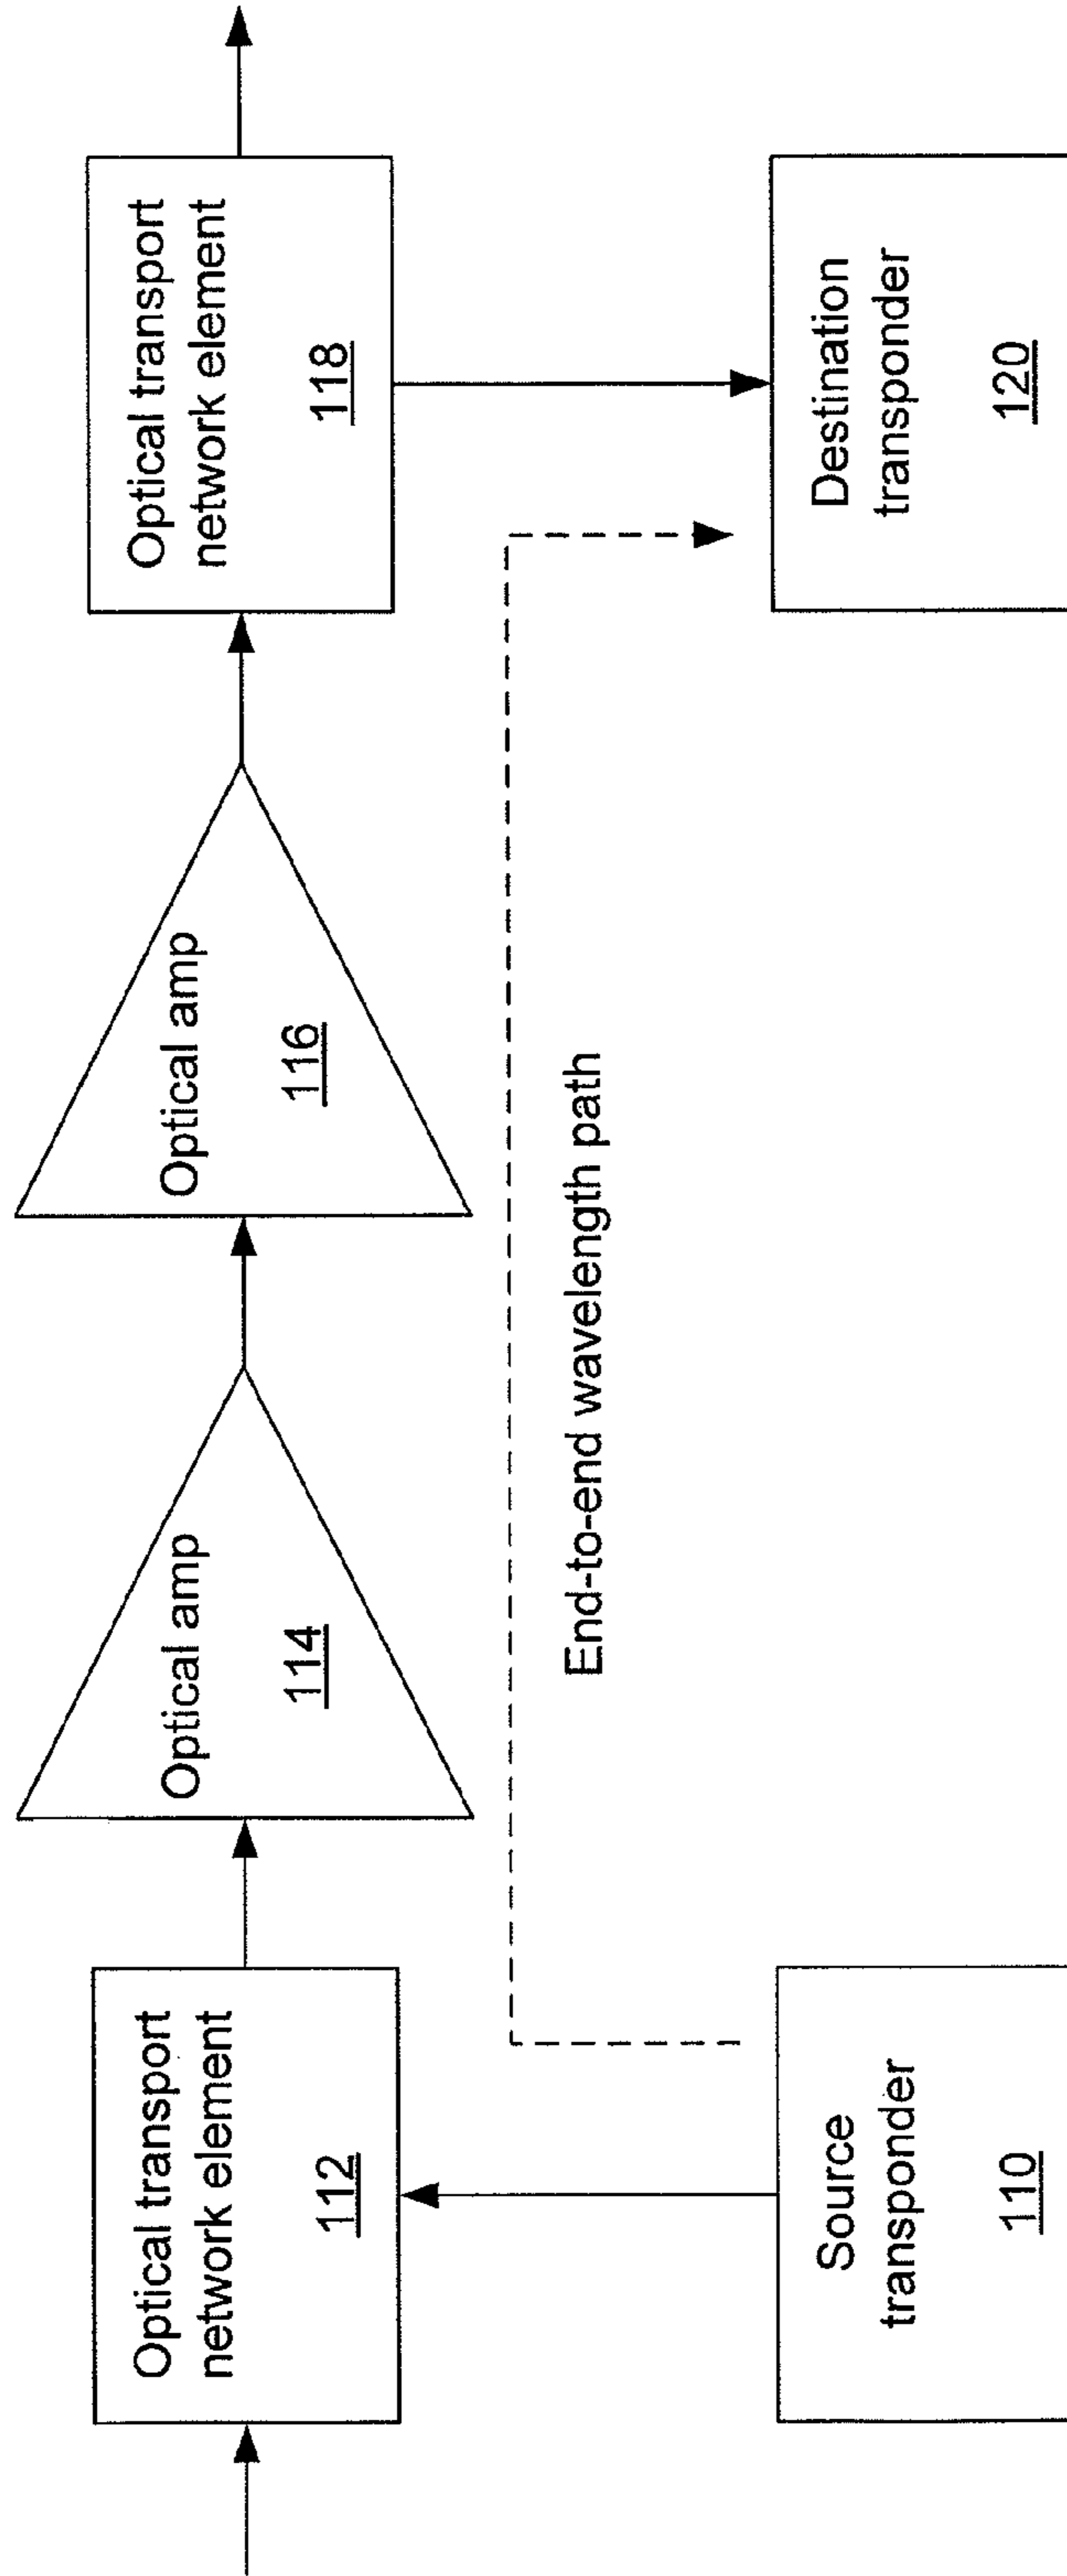 Optical transport
network element
112
Optical amp
114
Optical amp
116
Optical transport
network element
118
End-to-end wavelength path
Source
transponder
110
Destination
transponder
120